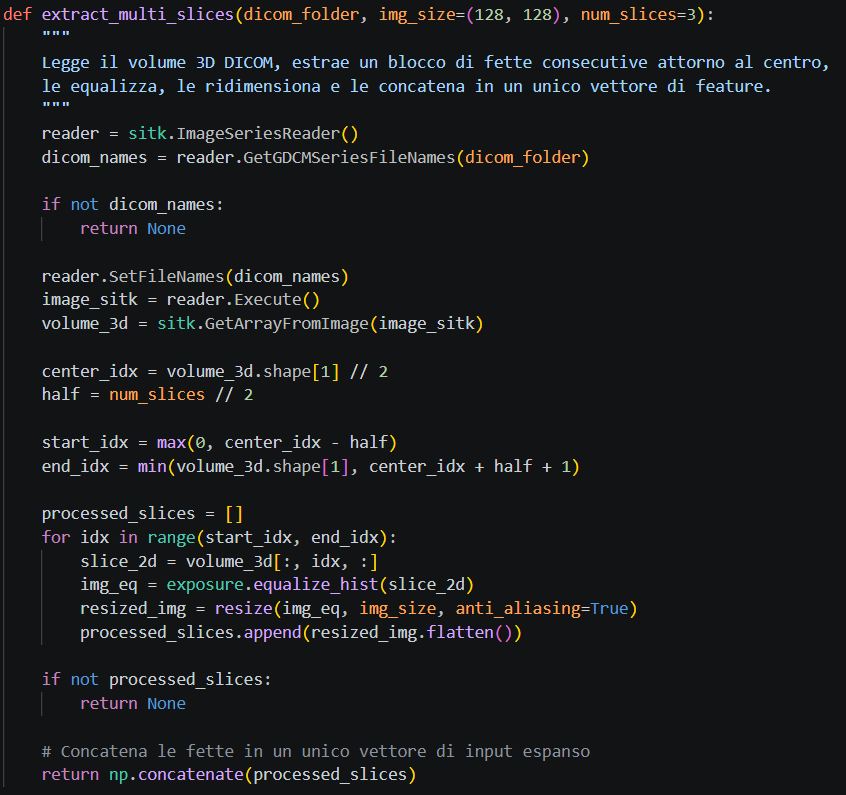 def extract_multi_slices(dicom_folder, img_size=(128, 128), num_slices=3):
    """
    Legge il volume 3D DICOM, estrae un blocco di fette consecutive attorno al centro,
    le equalizza, le ridimensiona e le concatena in un unico vettore di feature.
    """
    reader = sitk.ImageSeriesReader()
    dicom_names = reader.GetGDCMSeriesFileNames(dicom_folder)

    if not dicom_names:
        return None

    reader.SetFileNames(dicom_names)
    image_sitk = reader.Execute()
    volume_3d = sitk.GetArrayFromImage(image_sitk)

    center_idx = volume_3d.shape[1] // 2
    half = num_slices // 2

    start_idx = max(0, center_idx - half)
    end_idx = min(volume_3d.shape[1], center_idx + half + 1)

    processed_slices = []
    for idx in range(start_idx, end_idx):
        slice_2d = volume_3d[:, idx, :]
        img_eq = exposure.equalize_hist(slice_2d)
        resized_img = resize(img_eq, img_size, anti_aliasing=True)
        processed_slices.append(resized_img.flatten())

    if not processed_slices:
        return None

    # Concatena le fette in un unico vettore di input espanso
    return np.concatenate(processed_slices)